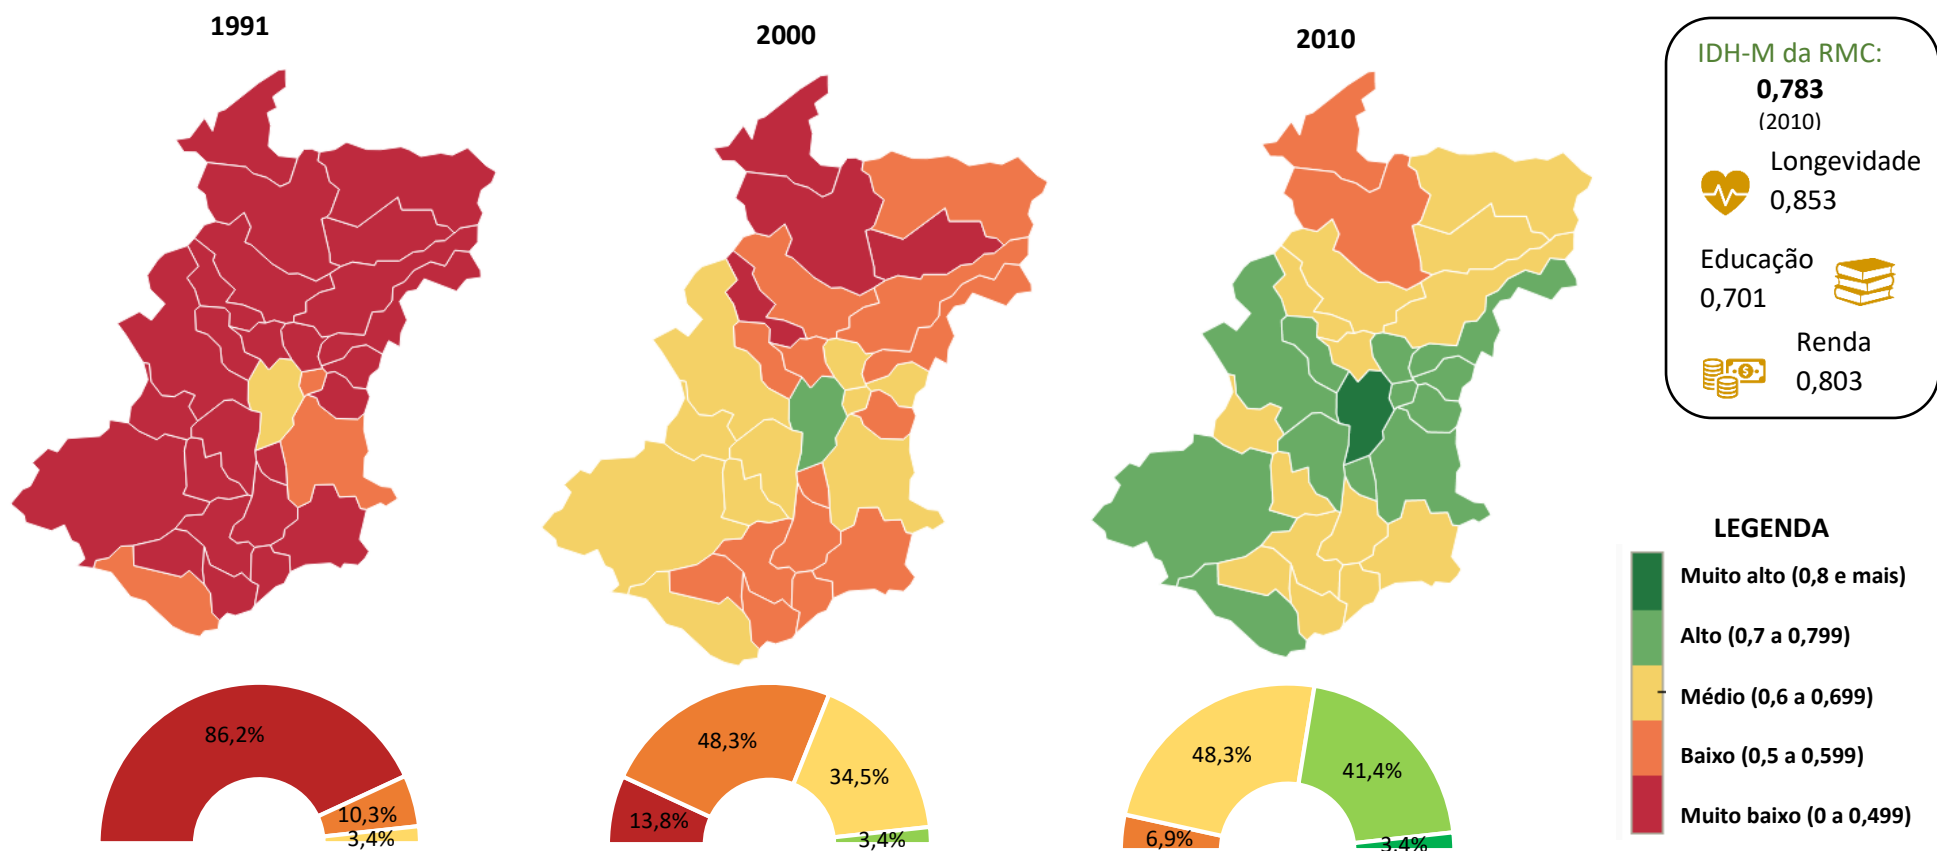 1991
2000
2010
IDH-M da RMC:
0,783
(2010)
Longevidade
0,853
Educação
0,701
Renda
0,803
LEGENDA
Muito alto (0,8 e mais)
Alto (0,7 a 0,799)
Médio (0,6 a 0,699)
Baixo (0,5 a 0,599)
Muito baixo (0 a 0,499)
86,2%
10,3%
3,4%
48,3%
34,5%
13,8%
3,4%
48,3%
41,4%
6,9%
3,4%